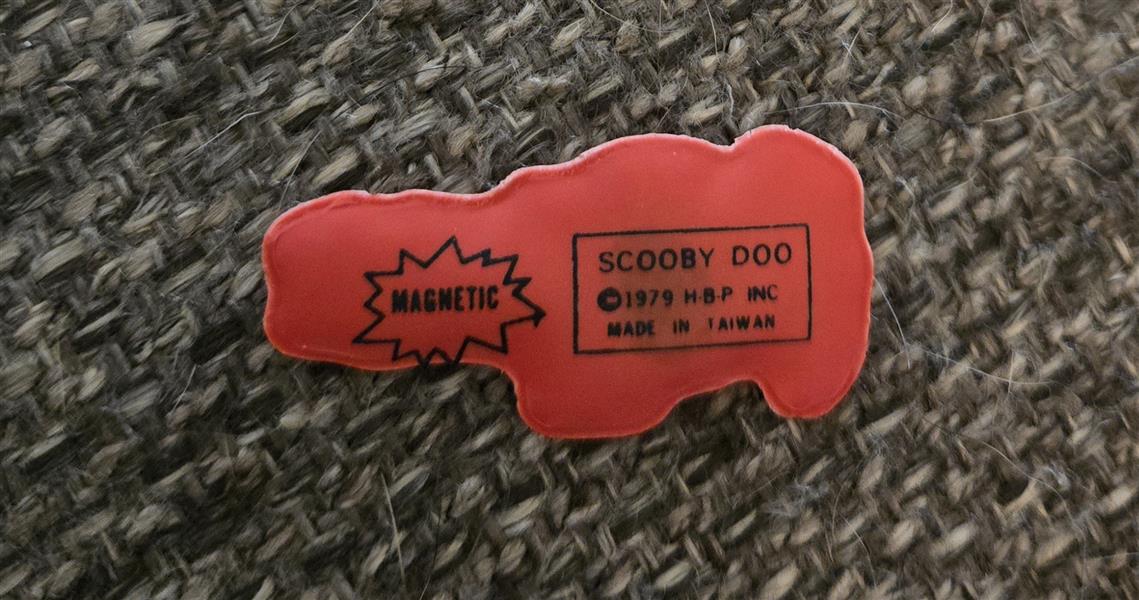 MAGNETIC
SCOOBY DOO
©1979 H·B·P INC
MADE IN TAIWAN